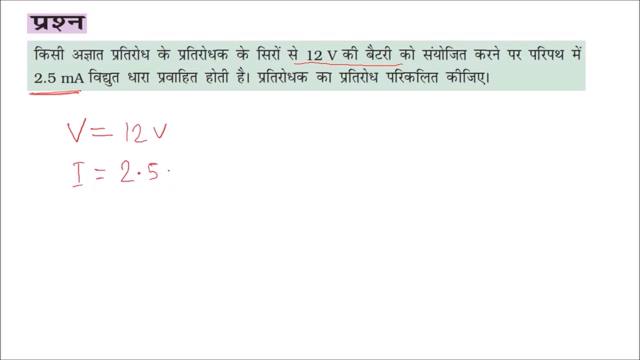 प्रश्न
किसी अज्ञात प्रतिरोध के प्रतिरोधक के सिरों से 12 V की बैटरी को संयोजित करने पर परिपथ में
2.5 mA विद्युत धारा प्रवाहित होती है। प्रतिरोधक का प्रतिरोध परिकलित कीजिए।
V = 12 V
I = 2.5